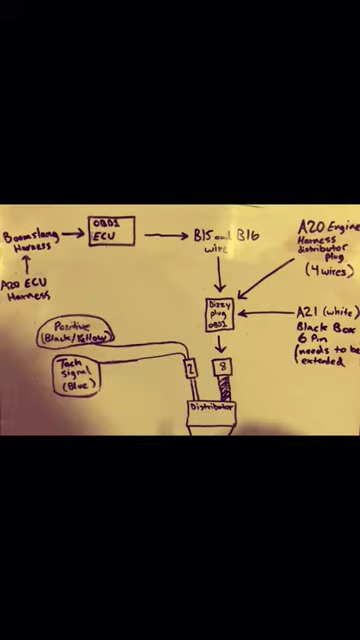 Boomslang
Harness
OBD1
ECU
B15 and B16
wire
A20 Engine
Harness
distributor
plug
(4 wires)
A20 ECU
Harness
Dizzy
plug
OBD1
A21 (white)
Black Box
6 Pin
(needs to be
extended
Positive
(Black/Yellow)
Tach
signal
(Blue)
2
8
Distributor